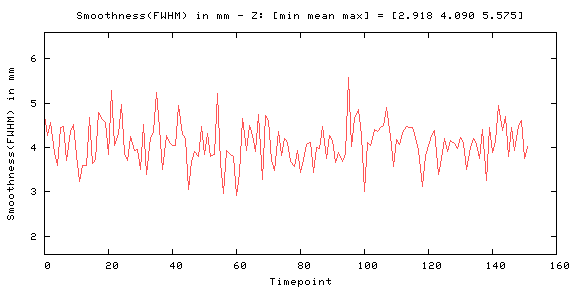 Smoothness(FWHM) in mm - Z: [min mean max] = [2.918 4.090 5.575]
Smoothness(FWHM) in mm
6
5
4
3
2
0 20 40 60 80 100 120 140 160
Timepoint